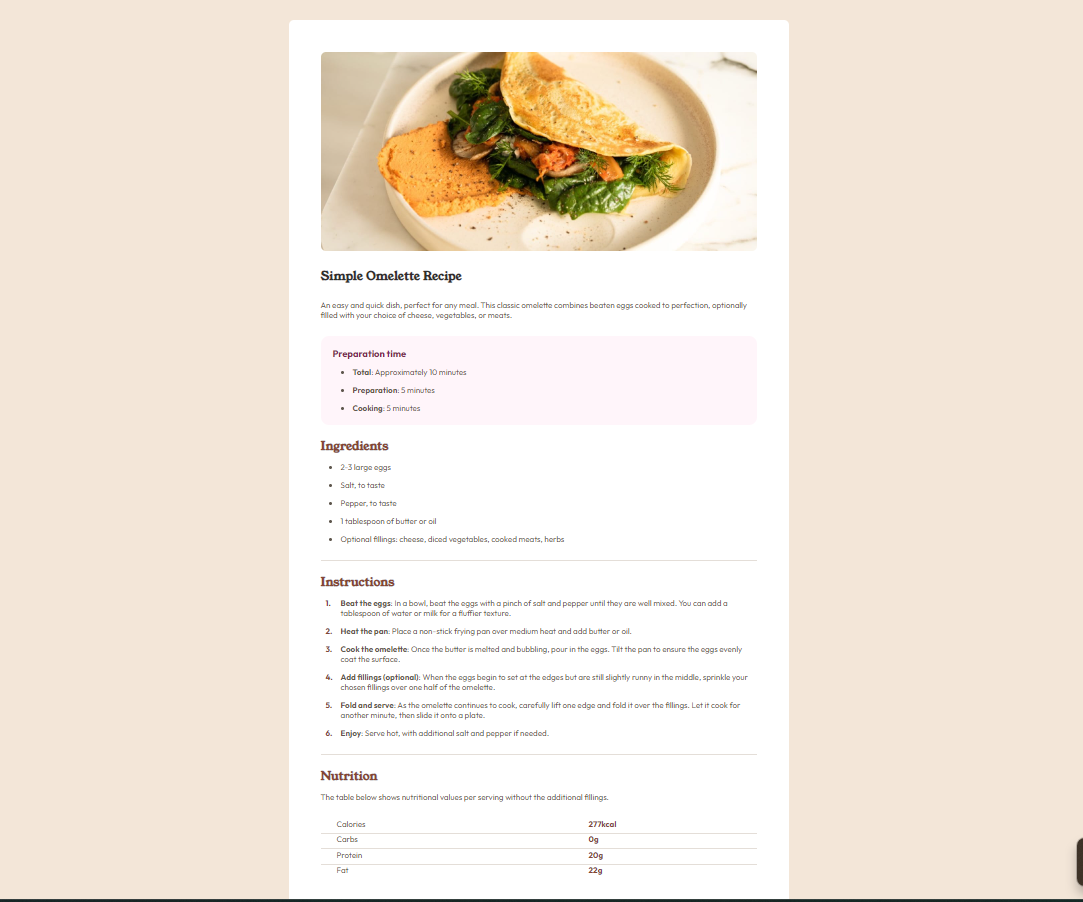 Simple Omelette Recipe
An easy and quick dish, perfect for any meal. This classic omelette combines beaten eggs cooked to perfection, optionally
filled with your choice of cheese, vegetables, or meats.
Preparation time
Total: Approximately 10 minutes
Preparation: 5 minutes
Cooking: 5 minutes
Ingredients
2-3 large eggs
Salt, to taste
Pepper, to taste
1 tablespoon of butter or oil
Optional fillings: cheese, diced vegetables, cooked meats, herbs
Instructions
1. Beat the eggs: In a bowl, beat the eggs with a pinch of salt and pepper until they are well mixed. You can add a
tablespoon of water or milk for a fluffier texture.
2. Heat the pan: Place a non-stick frying pan over medium heat and add butter or oil.
3. Cook the omelette: Once the butter is melted and bubbling, pour in the eggs. Tilt the pan to ensure the eggs evenly
coat the surface.
4. Add fillings (optional): When the eggs begin to set at the edges but are still slightly runny in the middle, sprinkle your
chosen fillings over one half of the omelette.
5. Fold and serve: As the omelette continues to cook, carefully lift one edge and fold it over the fillings. Let it cook for
another minute, then slide it onto a plate.
6. Enjoy: Serve hot, with additional salt and pepper if needed.
Nutrition
The table below shows nutritional values per serving without the additional fillings.
Calories 277kcal
Carbs 0g
Protein 20g
Fat 22g